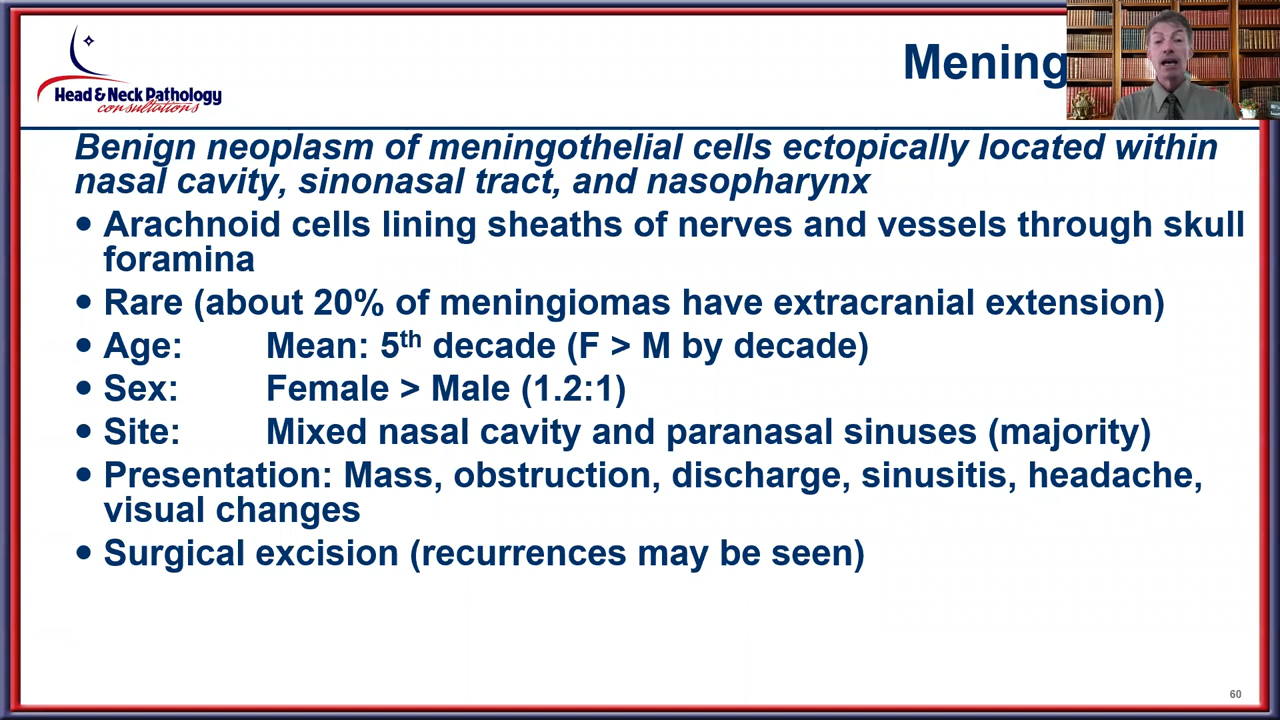 Head & Neck Pathology
consultations
Mening
Benign neoplasm of meningothelial cells ectopically located within
nasal cavity, sinonasal tract, and nasopharynx
• Arachnoid cells lining sheaths of nerves and vessels through skull
foramina
• Rare (about 20% of meningiomas have extracranial extension)
• Age: Mean: 5th decade (F > M by decade)
• Sex: Female > Male (1.2:1)
• Site: Mixed nasal cavity and paranasal sinuses (majority)
• Presentation: Mass, obstruction, discharge, sinusitis, headache,
visual changes
• Surgical excision (recurrences may be seen)
60